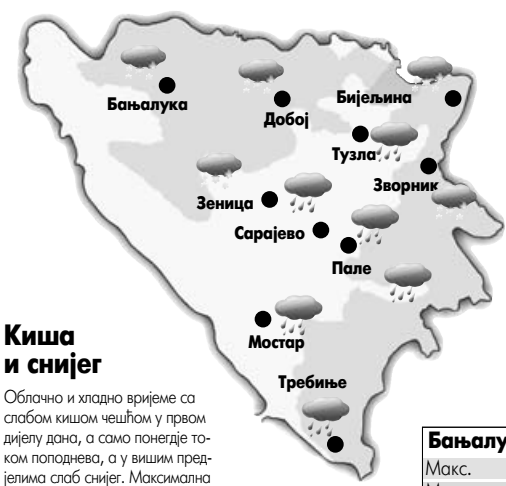 Бањалука
Добој
Бијељина
Тузла
Зворник
Зеница
Сарајево
Пале
Мостар
Требиње
Киша
и снијег
Облачно и хладно вријеме са
слабом кишом чешћом у првом
дијелу дана, а само понегдје то-
ком поподнева, а у вишим пред-
јелима слаб снијег. Максимална
Макс.